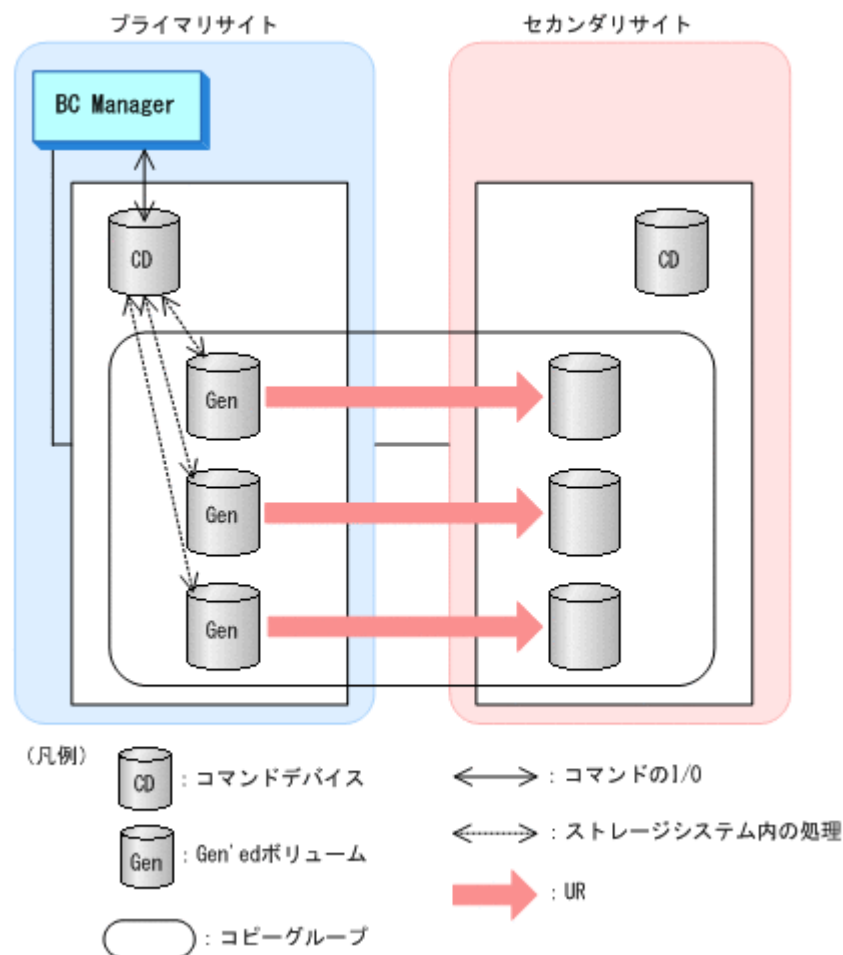 プライマリサイト
セカンダリサイト
BC Manager
CD
CD
Gen
Gen
Gen
(凡例)
CD : コマンドデバイス
Gen : Gen'edボリューム
: コピーグループ
: コマンドのI/O
: ストレージシステム内の処理
: UR